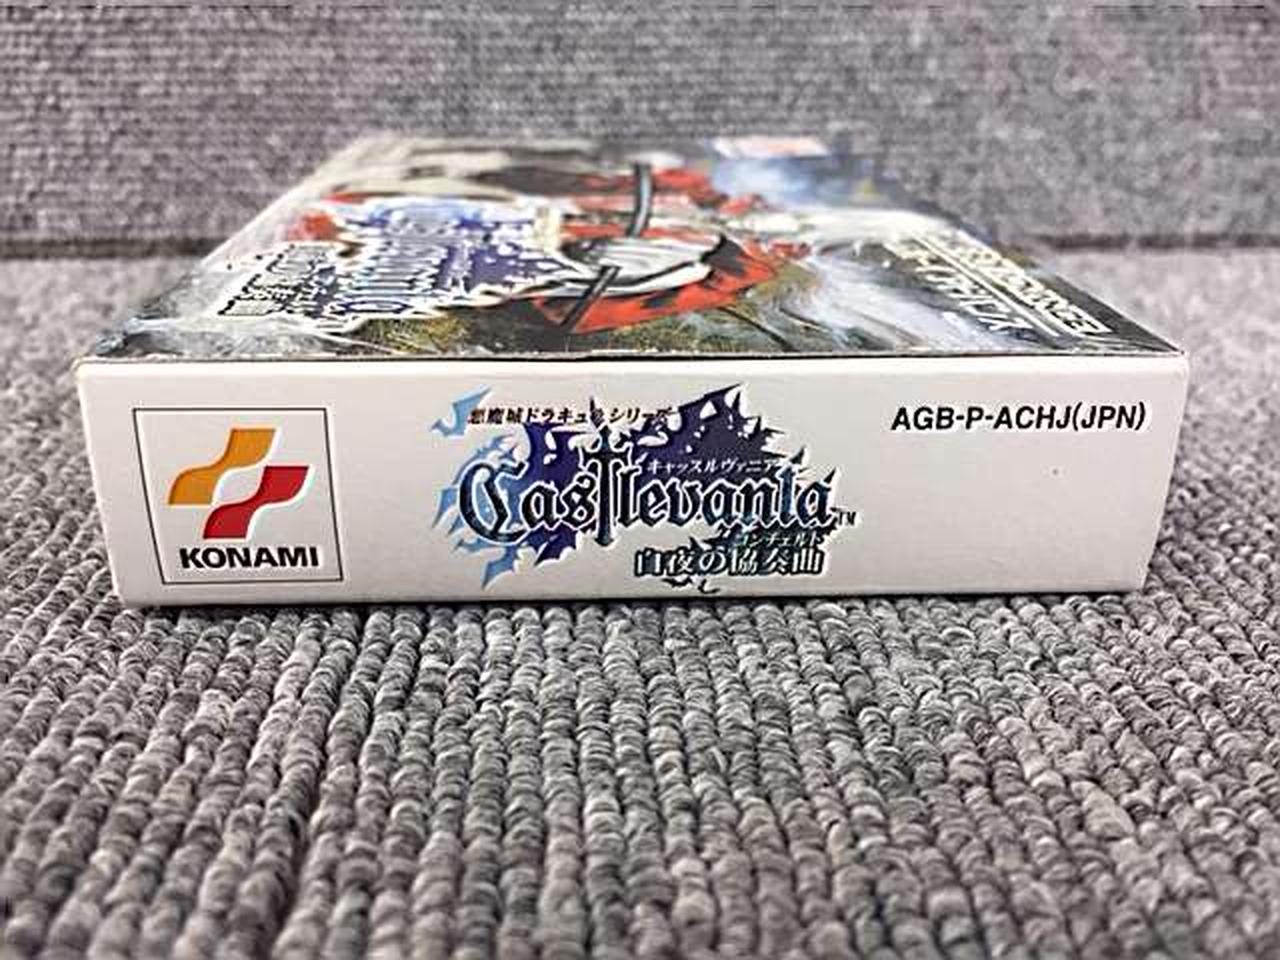 KONAMI
悪魔城ドラキュラシリーズ
キャッスルヴァニア
Castlevania™
コンチェルト
白夜の協奏曲
AGB-P-ACHJ(JPN)